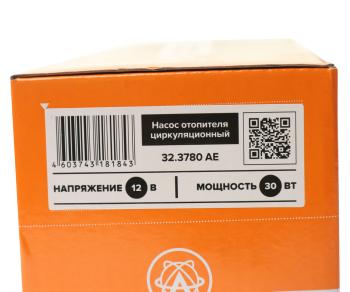 Насос отопителя
циркуляционный
32.3780 AE
4 603743 181843
НАПРЯЖЕНИЕ 12 В
МОЩНОСТЬ 30 ВТ